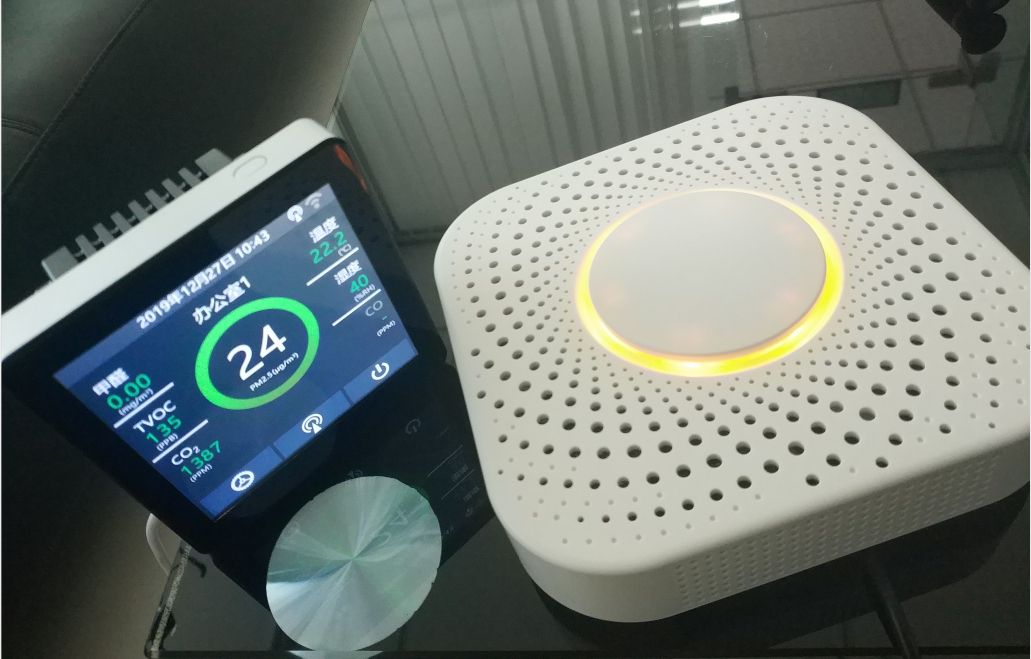 2019年12月27日 10:43
办公室1
温度
22.2
(℃)
湿度
40
(%RH)
CO
-
(PPM)
24
PM2.5(μg/m³)
甲醛
0.00
(mg/m³)
TVOC
135
(PPB)
CO₂
1387
(PPM)